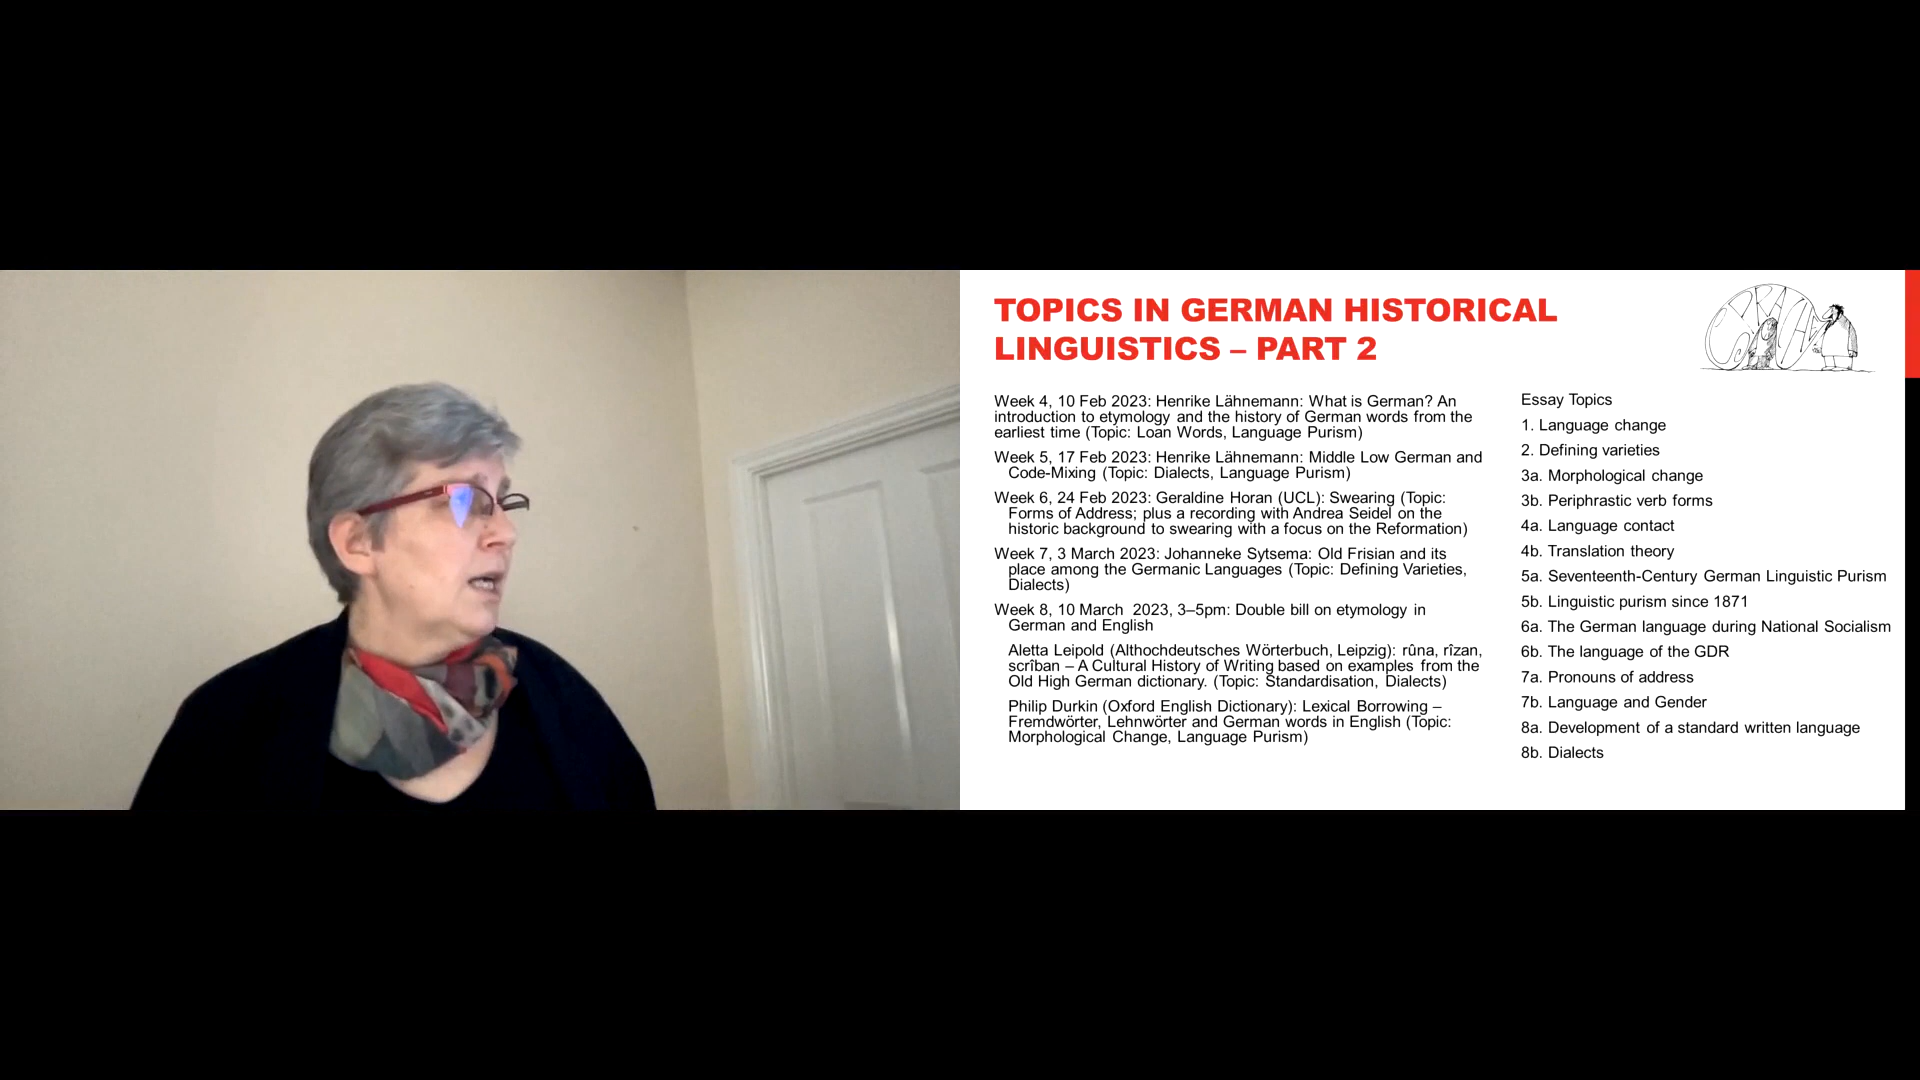 TOPICS IN GERMAN HISTORICAL
LINGUISTICS – PART 2
SPRACHE
Week 4, 10 Feb 2023: Henrike Lähnemann: What is German? An
introduction to etymology and the history of German words from the
earliest time (Topic: Loan Words, Language Purism)
Week 5, 17 Feb 2023: Henrike Lähnemann: Middle Low German and
Code-Mixing (Topic: Dialects, Language Purism)
Week 6, 24 Feb 2023: Geraldine Horan (UCL): Swearing (Topic:
Forms of Address; plus a recording with Andrea Seidel on the
historic background to swearing with a focus on the Reformation)
Week 7, 3 March 2023: Johanneke Sytsema: Old Frisian and its
place among the Germanic Languages (Topic: Defining Varieties,
Dialects)
Week 8, 10 March 2023, 3–5pm: Double bill on etymology in
German and English
Aletta Leipold (Althochdeutsches Wörterbuch, Leipzig): rûna, rîzan,
scrîban – A Cultural History of Writing based on examples from the
Old High German dictionary. (Topic: Standardisation, Dialects)
Philip Durkin (Oxford English Dictionary): Lexical Borrowing –
Fremdwörter, Lehnwörter and German words in English (Topic:
Morphological Change, Language Purism)
Essay Topics
1. Language change
2. Defining varieties
3a. Morphological change
3b. Periphrastic verb forms
4a. Language contact
4b. Translation theory
5a. Seventeenth-Century German Linguistic Purism
5b. Linguistic purism since 1871
6a. The German language during National Socialism
6b. The language of the GDR
7a. Pronouns of address
7b. Language and Gender
8a. Development of a standard written language
8b. Dialects